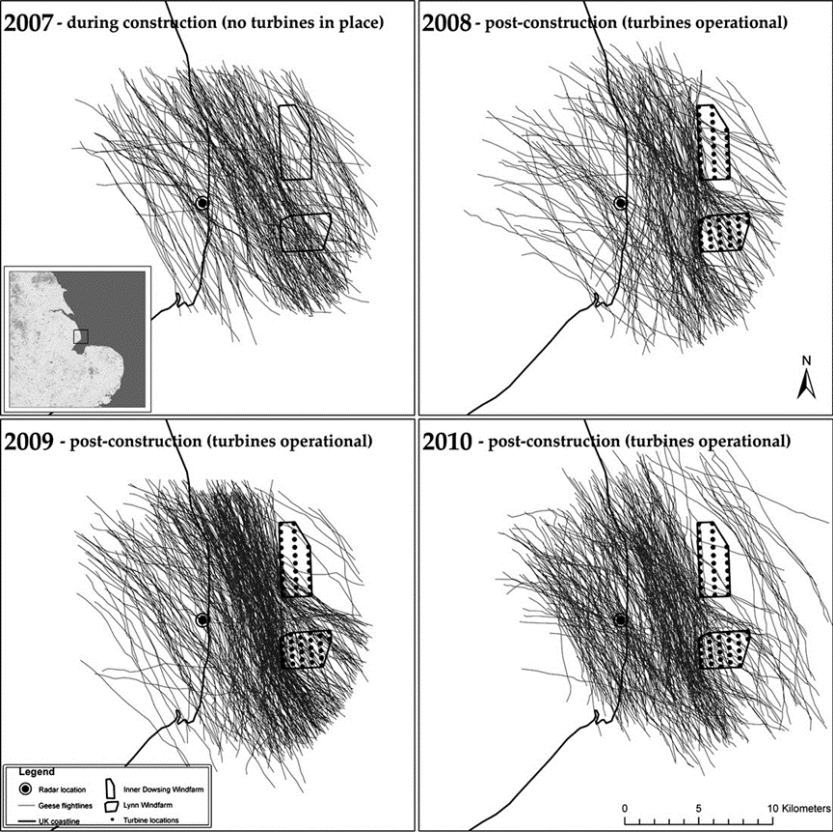 2007 - during construction (no turbines in place)
2008 - post-construction (turbines operational)
N
2009 - post-construction (turbines operational)
2010 - post-construction (turbines operational)
Legend
Radar location
Geese flightlines
UK coastline
Inner Dowsing Windfarm
Lynn Windfarm
Turbine locations
0 5 10 Kilometers